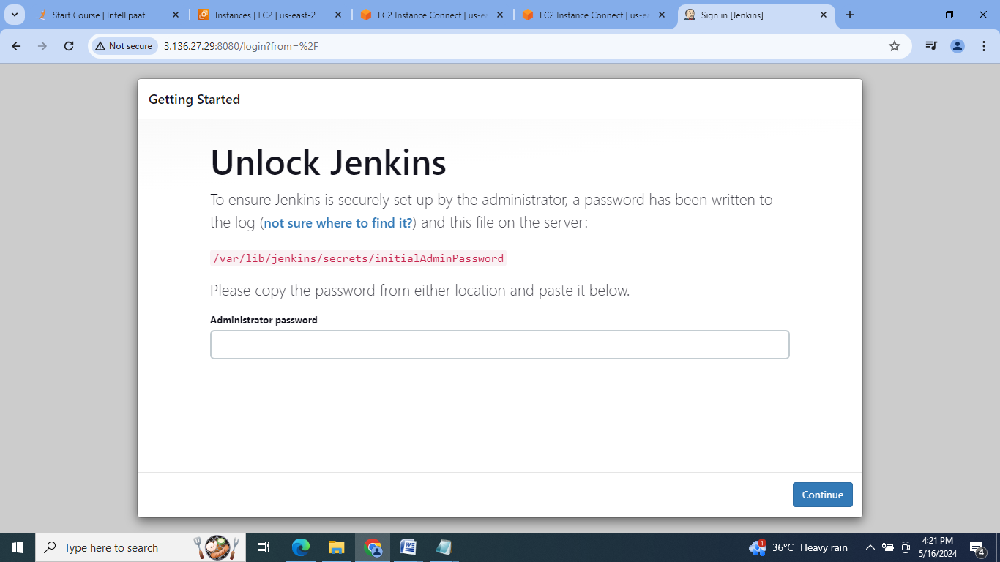 Start Course | Intellipaat
Instances | EC2 | us-east-2
EC2 Instance Connect | us-e
EC2 Instance Connect | us-e
Sign in [Jenkins]
Not secure
3.136.27.29:8080/login?from=%2F
Getting Started
Unlock Jenkins
To ensure Jenkins is securely set up by the administrator, a password has been written to
the log (not sure where to find it?) and this file on the server:
/var/lib/jenkins/secrets/initialAdminPassword
Please copy the password from either location and paste it below.
Administrator password
Continue
Type here to search
1
36°C Heavy rain
4:21 PM
5/16/2024
4